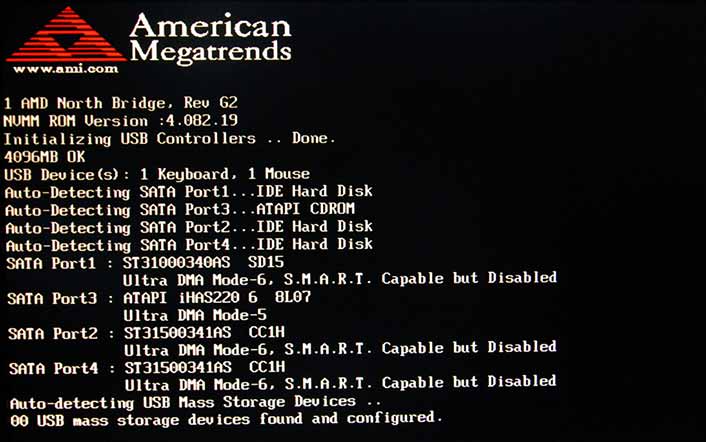 American
Megatrends
www.ami.com
1 AMD North Bridge, Rev G2
NVMM ROM Version :4.082.19
Initializing USB Controllers .. Done.
4096MB OK
USB Device(s): 1 Keyboard, 1 Mouse
Auto-Detecting SATA Port1...IDE Hard Disk
Auto-Detecting SATA Port3...ATAPI CDROM
Auto-Detecting SATA Port2...IDE Hard Disk
Auto-Detecting SATA Port4...IDE Hard Disk
SATA Port1 : ST31000340AS SD15
Ultra DMA Mode-6, S.M.A.R.T. Capable but Disabled
SATA Port3 : ATAPI iHAS220 6 8L07
Ultra DMA Mode-5
SATA Port2 : ST31500341AS CC1H
Ultra DMA Mode-6, S.M.A.R.T. Capable but Disabled
SATA Port4 : ST31500341AS CC1H
Ultra DMA Mode-6, S.M.A.R.T. Capable but Disabled
Auto-detecting USB Mass Storage Devices ..
00 USB mass storage devices found and configured.